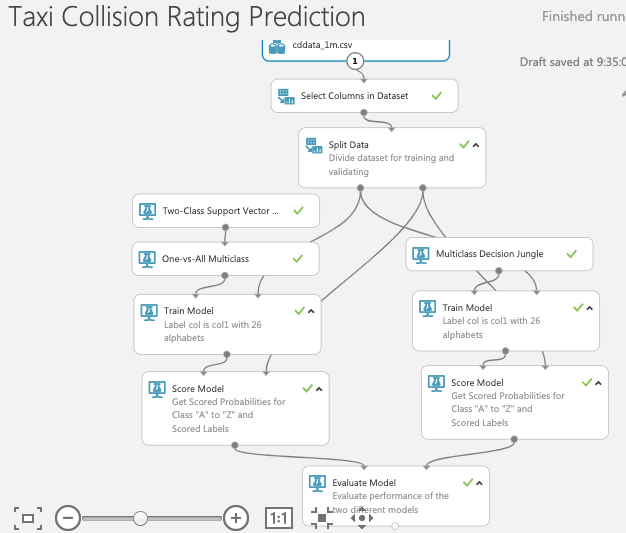 Taxi Collision Rating Prediction
Finished runn
cddata_1m.csv
Draft saved at 9:35:0
1
Select Columns in Dataset
Split Data
Divide dataset for training and
validating
Two-Class Support Vector ...
One-vs-All Multiclass
Multiclass Decision Jungle
Train Model
Label col is col1 with 26
alphabets
Train Model
Label col is col1 with 26
alphabets
Score Model
Get Scored Probabilities for
Class "A" to "Z" and
Scored Labels
Score Model
Get Scored Probabilities for
Class "A" to "Z" and
Scored Labels
Evaluate Model
Evaluate performance of the
two different models
1:1